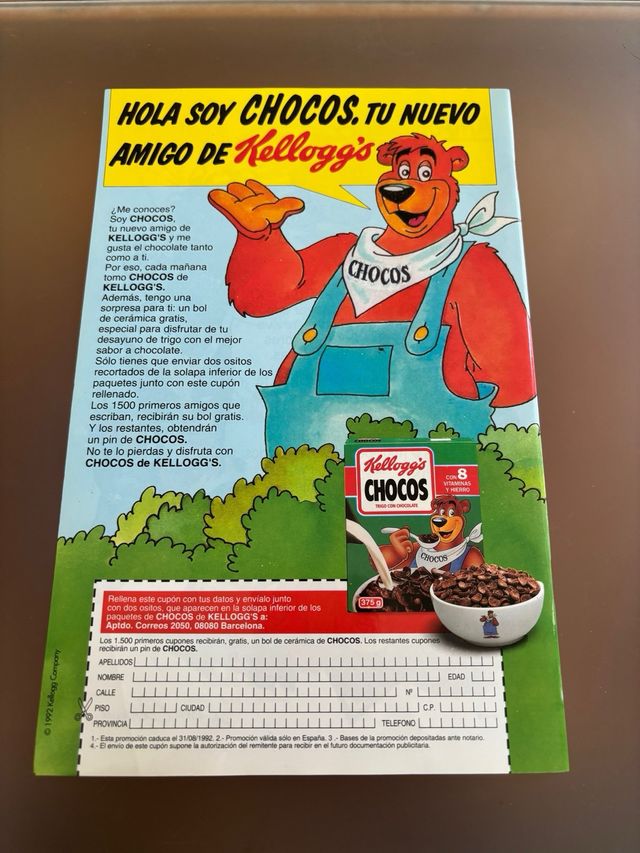 HOLA SOY CHOCOS. TU NUEVO
AMIGO DE Kellogg's
¿Me conoces?
Soy CHOCOS,
tu nuevo amigo de
KELLOGG'S y me
gusta el chocolate tanto
como a ti.
Por eso, cada mañana
tomo CHOCOS de
KELLOGG'S.
Además, tengo una
sorpresa para ti: un bol
de cerámica gratis,
especial para disfrutar de tu
desayuno de trigo con el mejor
sabor a chocolate.
Sólo tienes que enviar dos ositos
recortados de la solapa inferior de los
paquetes junto con este cupón
rellenado.
Los 1500 primeros amigos que
escriban, recibirán su bol gratis.
Y los restantes, obtendrán
un pin de CHOCOS.
No te lo pierdas y disfruta con
CHOCOS de KELLOGG'S.
CHOCOS
Kellogg's
CHOCOS
TRIGO CON CHOCOLATE
CON 8
VITAMINAS
Y HIERRO
CHOCOS
375 g
Rellena este cupón con tus datos y envíalo junto
con dos ositos, que aparecen en la solapa inferior de los
paquetes de CHOCOS de KELLOGG'S a:
Aptdo. Correos 2050, 08080 Barcelona.
Los 1.500 primeros cupones recibirán, gratis, un bol de cerámica de CHOCOS. Los restantes cupones
recibirán un pin de CHOCOS.
APELLIDOS
NOMBRE EDAD
CALLE Nº
PISO CIUDAD C.P.
PROVINCIA TELEFONO
1.- Esta promoción caduca el 31/08/1992. 2.- Promoción válida sólo en España. 3.- Bases de la promoción depositadas ante notario.
4.- El envío de este cupón supone la autorización del remitente para recibir en el futuro documentación publicitaria.
© 1992 Kellogg Company